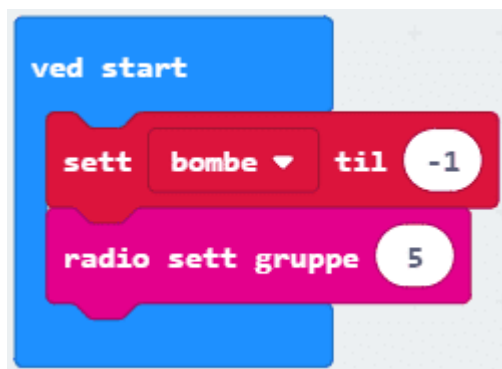 ved start
sett bombe til -1
radio sett gruppe 5